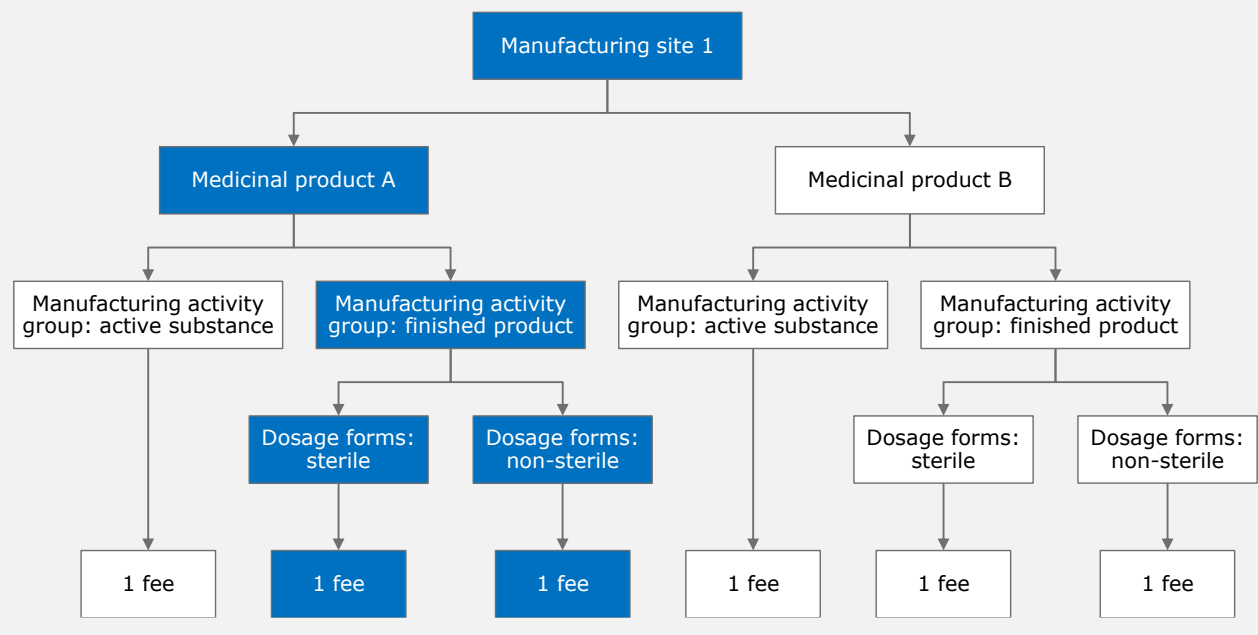 Manufacturing site 1
Medicinal product A
Medicinal product B
Manufacturing activity
group: active substance
Manufacturing activity
group: finished product
Manufacturing activity
group: active substance
Manufacturing activity
group: finished product
Dosage forms:
sterile
Dosage forms:
non-sterile
Dosage forms:
sterile
Dosage forms:
non-sterile
1 fee
1 fee
1 fee
1 fee
1 fee
1 fee